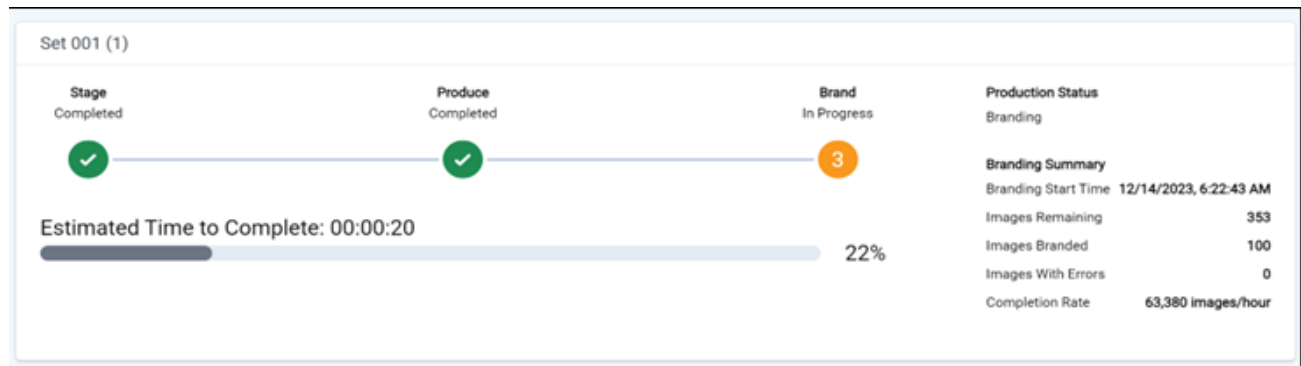 Set 001 (1)
Stage
Completed
Produce
Completed
Brand
In Progress
3
Estimated Time to Complete: 00:00:20
22%
Production Status
Branding
Branding Summary
Branding Start Time 12/14/2023, 6:22:43 AM
Images Remaining 353
Images Branded 100
Images With Errors 0
Completion Rate 63,380 images/hour